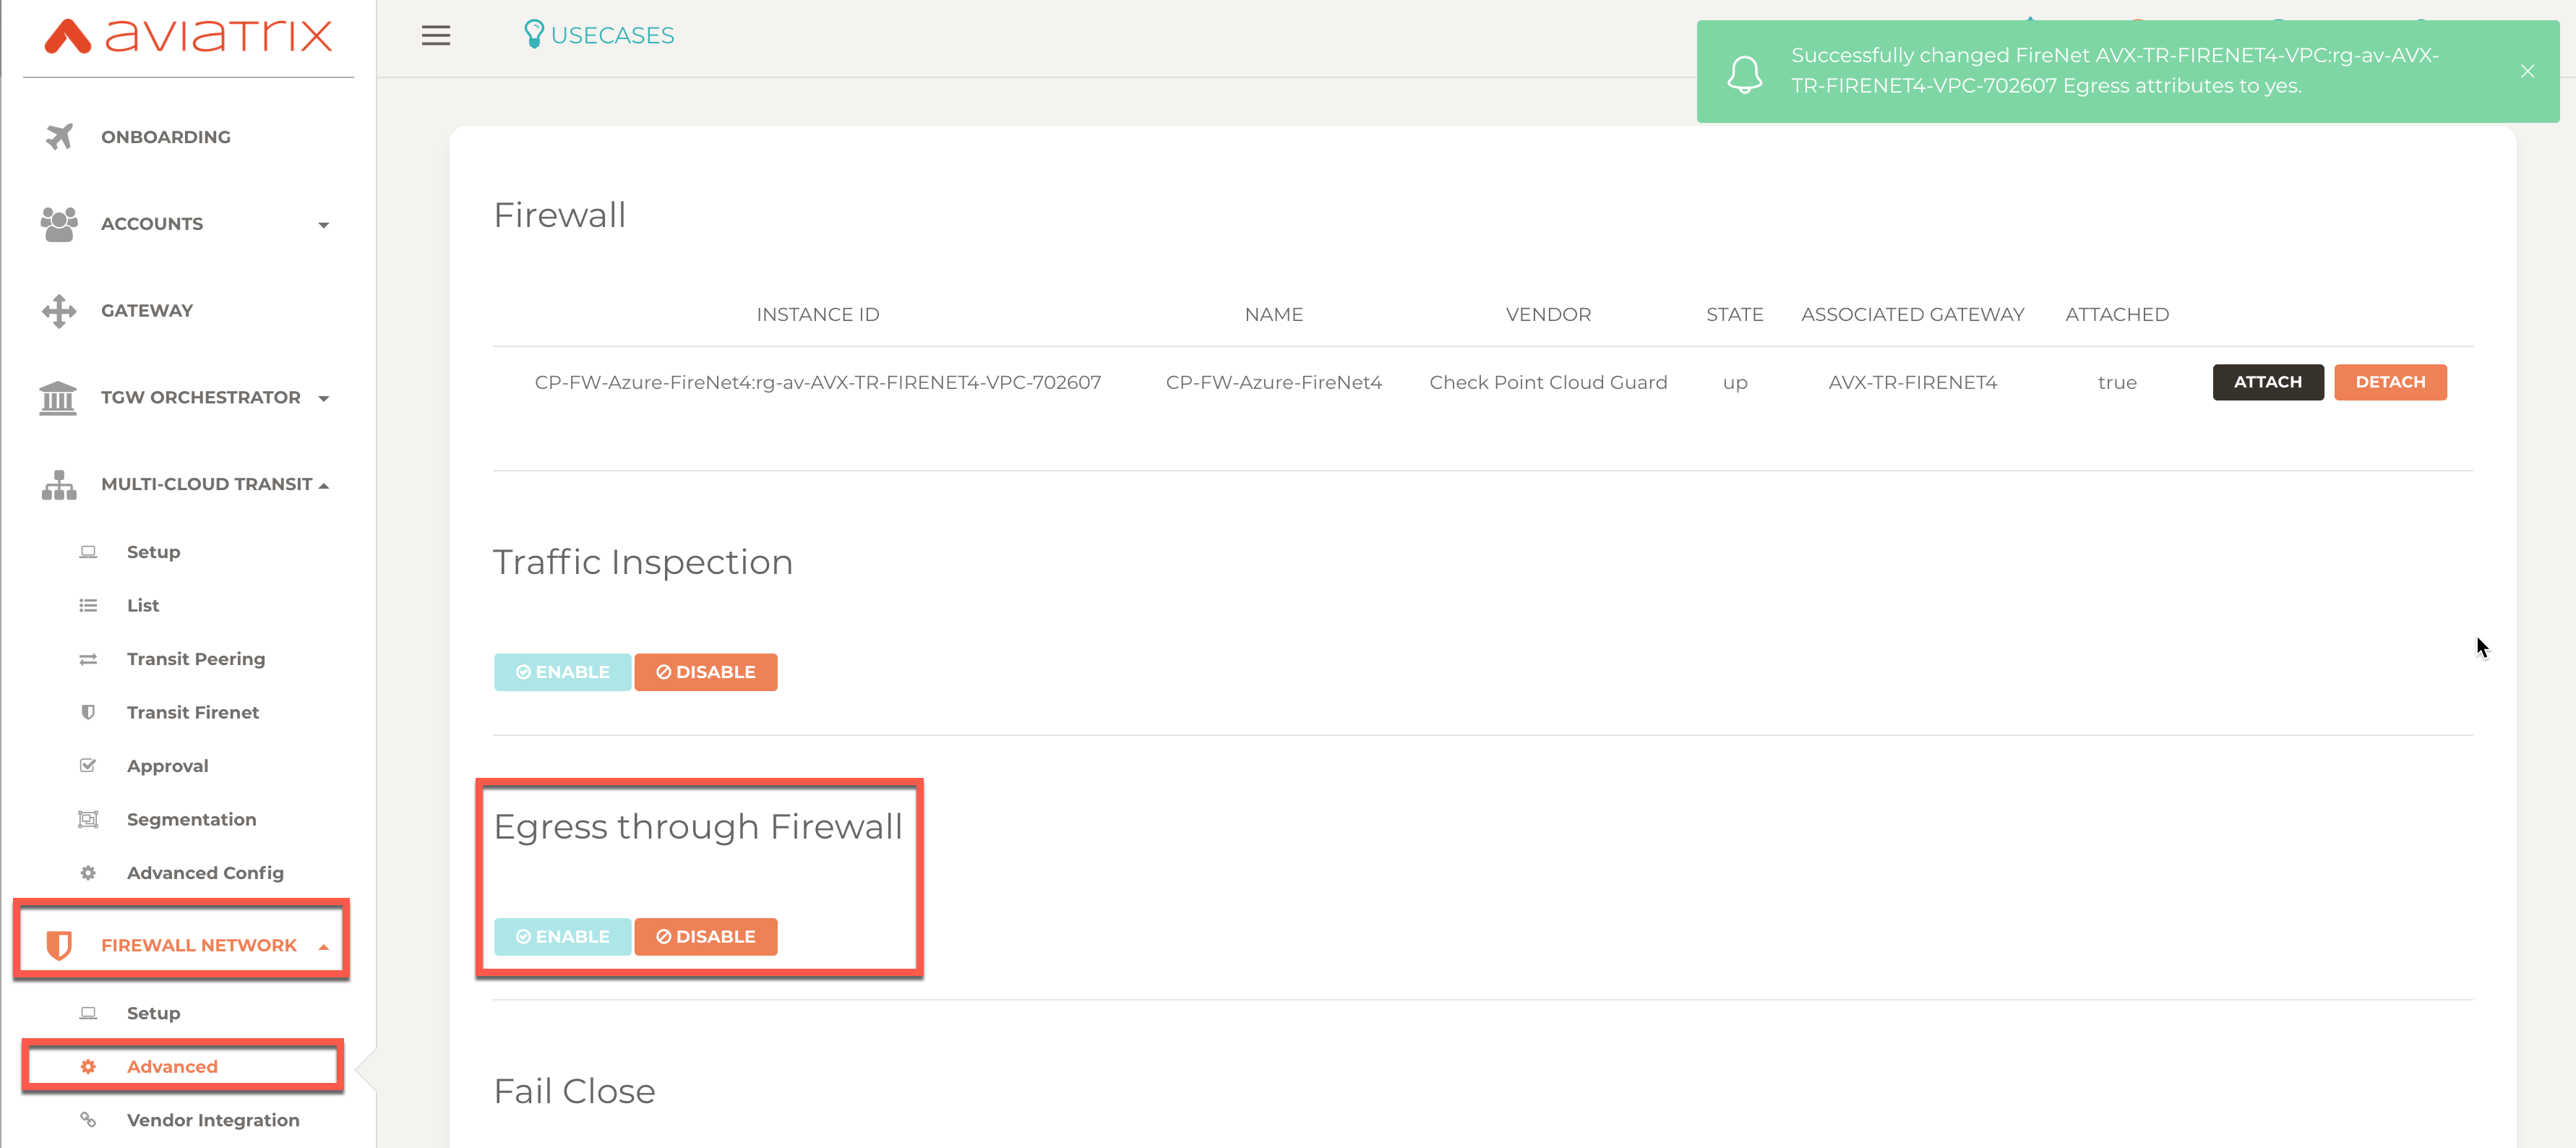 aviatrix
USECASES
Successfully changed FireNet AVX-TR-FIRENET4-VPC:rg-av-AVX-
TR-FIRENET4-VPC-702607 Egress attributes to yes.
ONBOARDING
ACCOUNTS
GATEWAY
TGW ORCHESTRATOR
MULTI-CLOUD TRANSIT
Setup
List
Transit Peering
Transit Firenet
Approval
Segmentation
Advanced Config
FIREWALL NETWORK
Setup
Advanced
Vendor Integration
Firewall
INSTANCE ID NAME VENDOR STATE ASSOCIATED GATEWAY ATTACHED
CP-FW-Azure-FireNet4:rg-av-AVX-TR-FIRENET4-VPC-702607 CP-FW-Azure-FireNet4 Check Point Cloud Guard up AVX-TR-FIRENET4 true ATTACH DETACH
Traffic Inspection
ENABLE DISABLE
Egress through Firewall
ENABLE DISABLE
Fail Close